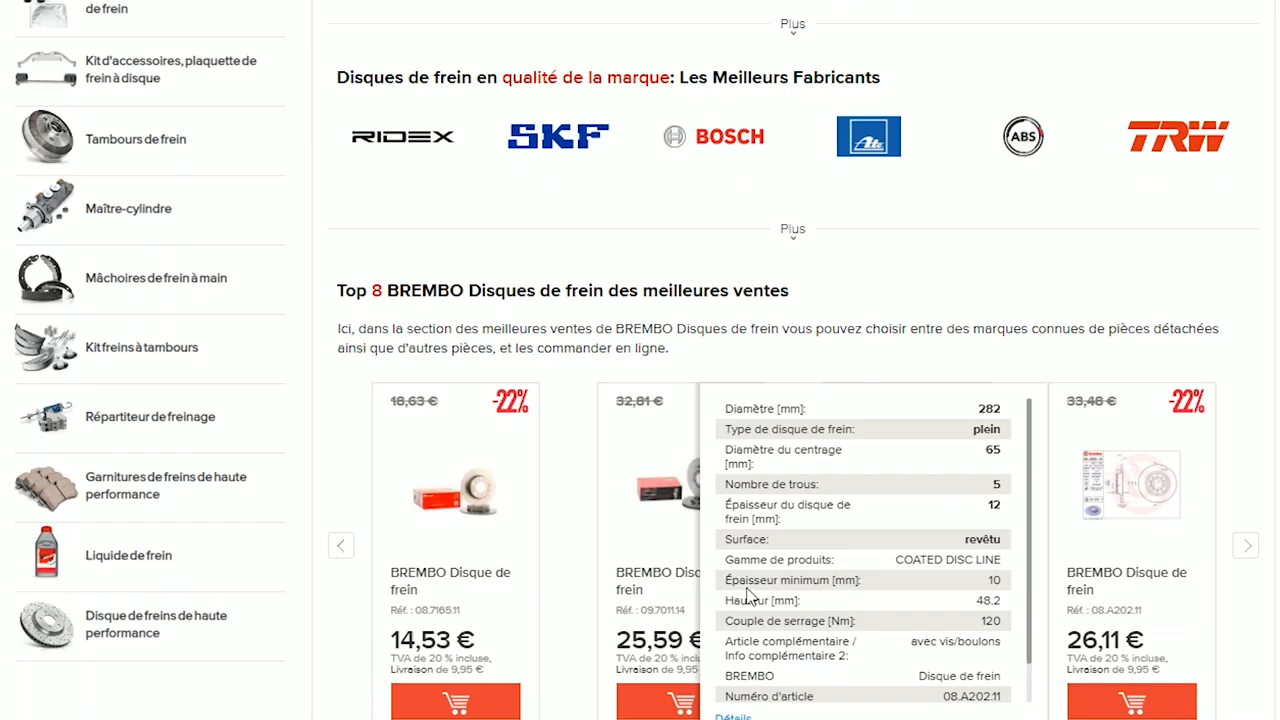 de frein
Kit d'accessoires, plaquette de
frein à disque
Tambours de frein
Maître-cylindre
Mâchoires de frein à main
Kit freins à tambours
Répartiteur de freinage
Garnitures de freins de haute
performance
Liquide de frein
Disque de freins de haute
performance
Plus
Disques de frein en qualité de la marque: Les Meilleurs Fabricants
RIDEX SKF BOSCH Ate ABS TRW
Plus
Top 8 BREMBO Disques de frein des meilleures ventes
Ici, dans la section des meilleures ventes de BREMBO Disques de frein vous pouvez choisir entre des marques connues de pièces détachées
ainsi que d'autres pièces, et les commander en ligne.
18,63 € -22%
BREMBO Disque de
frein
Réf. : 08.7165.11
14,53 €
TVA de 20 % incluse,
Livraison de 9,95 €
32,81 €
BREMBO Disq
frein
Réf. : 09.7011.14
25,59 €
TVA de 20 % inclu
Livraison de 9,95
Diamètre [mm]: 282
Type de disque de frein: plein
Diamètre du centrage 65
[mm]:
Nombre de trous: 5
Épaisseur du disque de 12
frein [mm]:
Surface: revêtu
Gamme de produits: COATED DISC LINE
Épaisseur minimum [mm]: 10
Hauteur [mm]: 48.2
Couple de serrage [Nm]: 120
Article complémentaire / avec vis/boulons
Info complémentaire 2:
BREMBO Disque de frein
Numéro d'article 08.A202.11
Détails
33,48 € -22%
BREMBO Disque de
frein
Réf. : 08.A202.11
26,11 €
TVA de 20 % incluse,
Livraison de 9,95 €